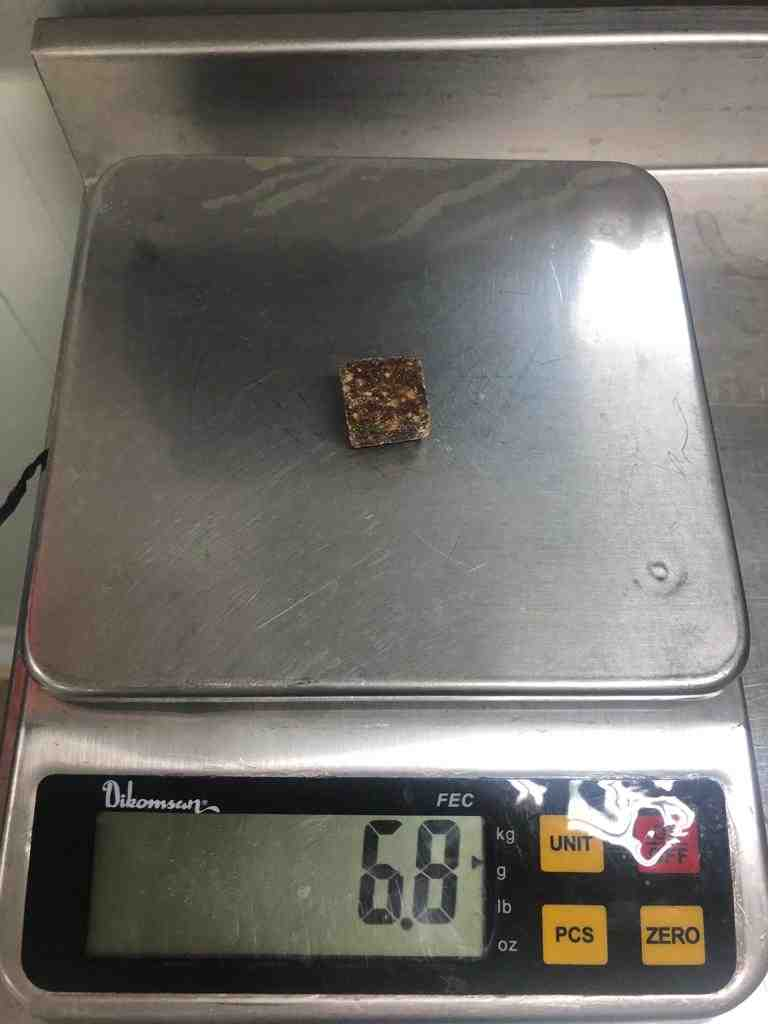 Dikomsan®
FEC
6.8
kg
g
lb
oz
UNIT
PCS
ZERO